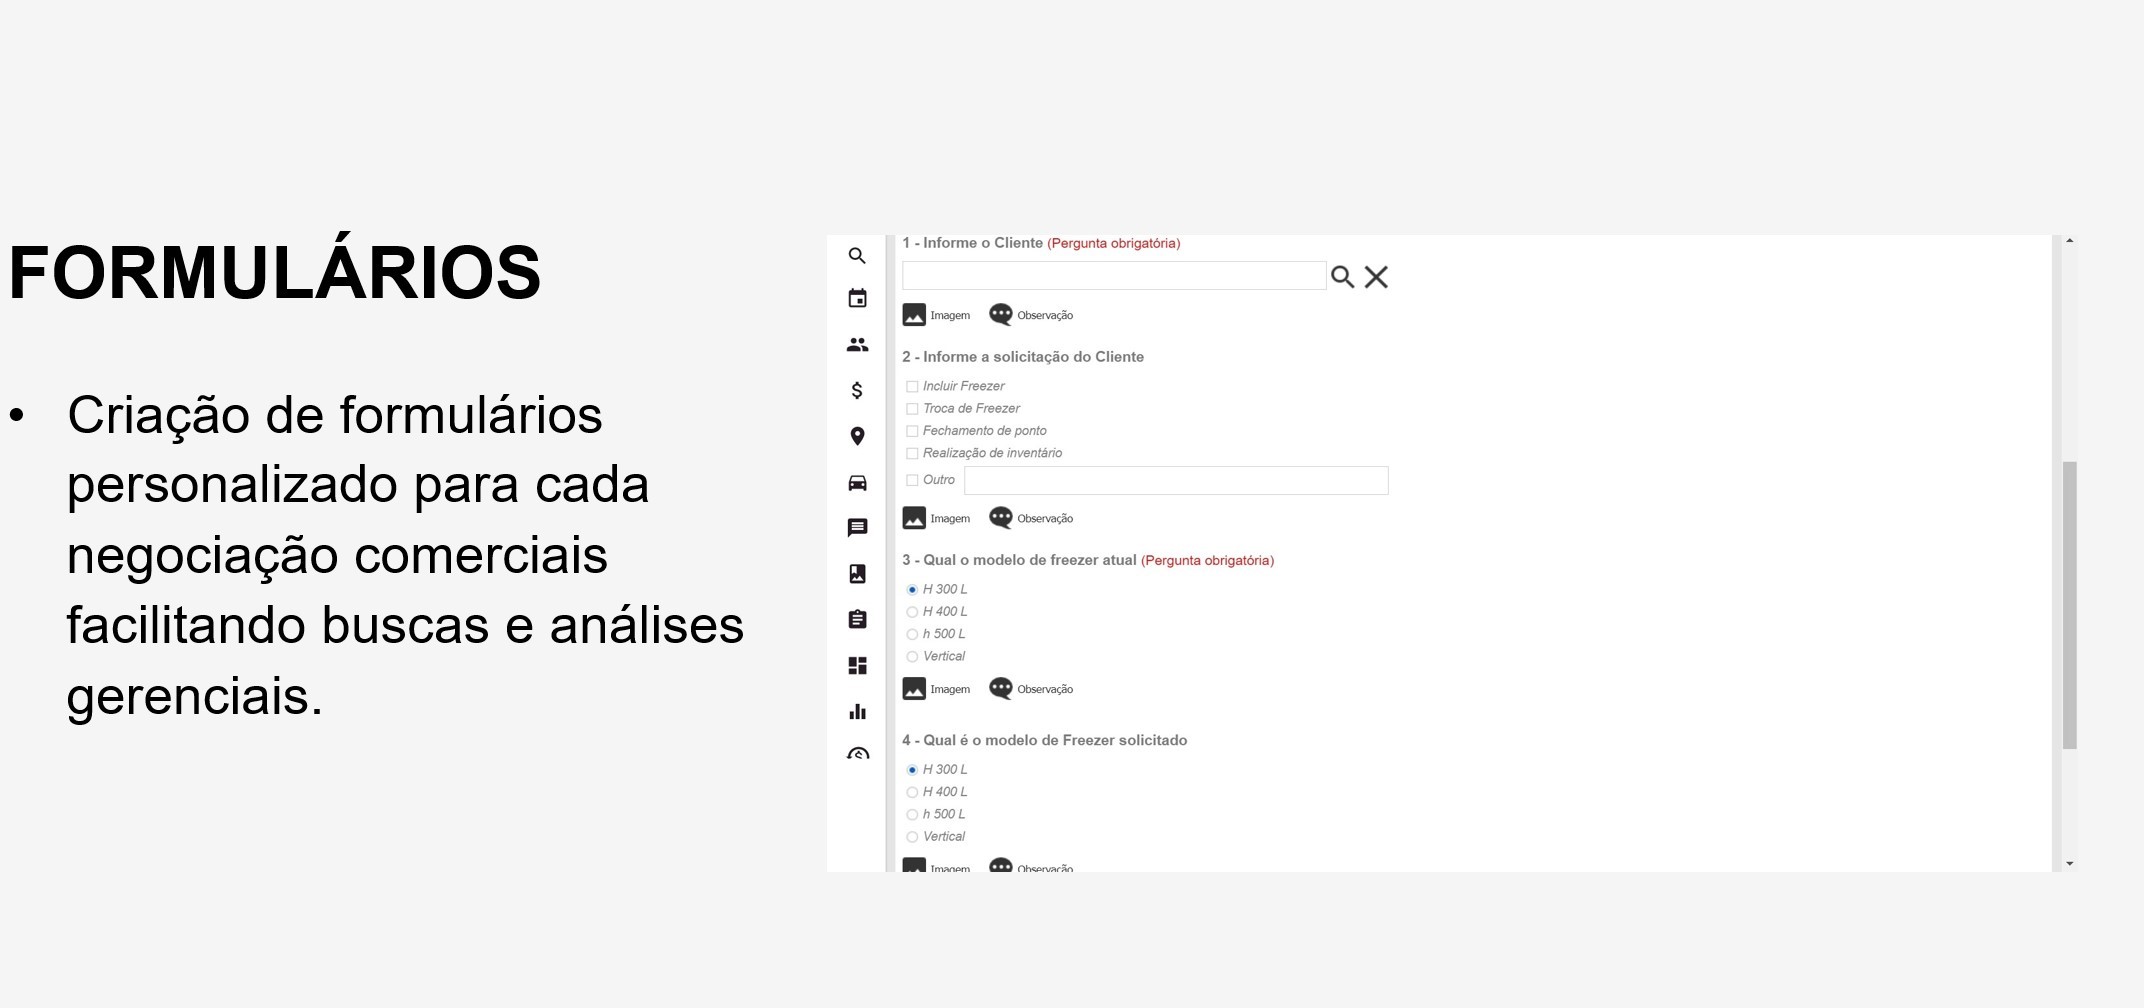 FORMULÁRIOS
• Criação de formulários
personalizado para cada
negociação comerciais
facilitando buscas e análises
gerenciais.
1 - Informe o Cliente (Pergunta obrigatória)
Imagem Observação
2 - Informe a solicitação do Cliente
Incluir Freezer
Troca de Freezer
Fechamento de ponto
Realização de inventário
Outro
Imagem Observação
3 - Qual o modelo de freezer atual (Pergunta obrigatória)
H 300 L
H 400 L
h 500 L
Vertical
Imagem Observação
4 - Qual é o modelo de Freezer solicitado
H 300 L
H 400 L
h 500 L
Vertical
Imagem Observação